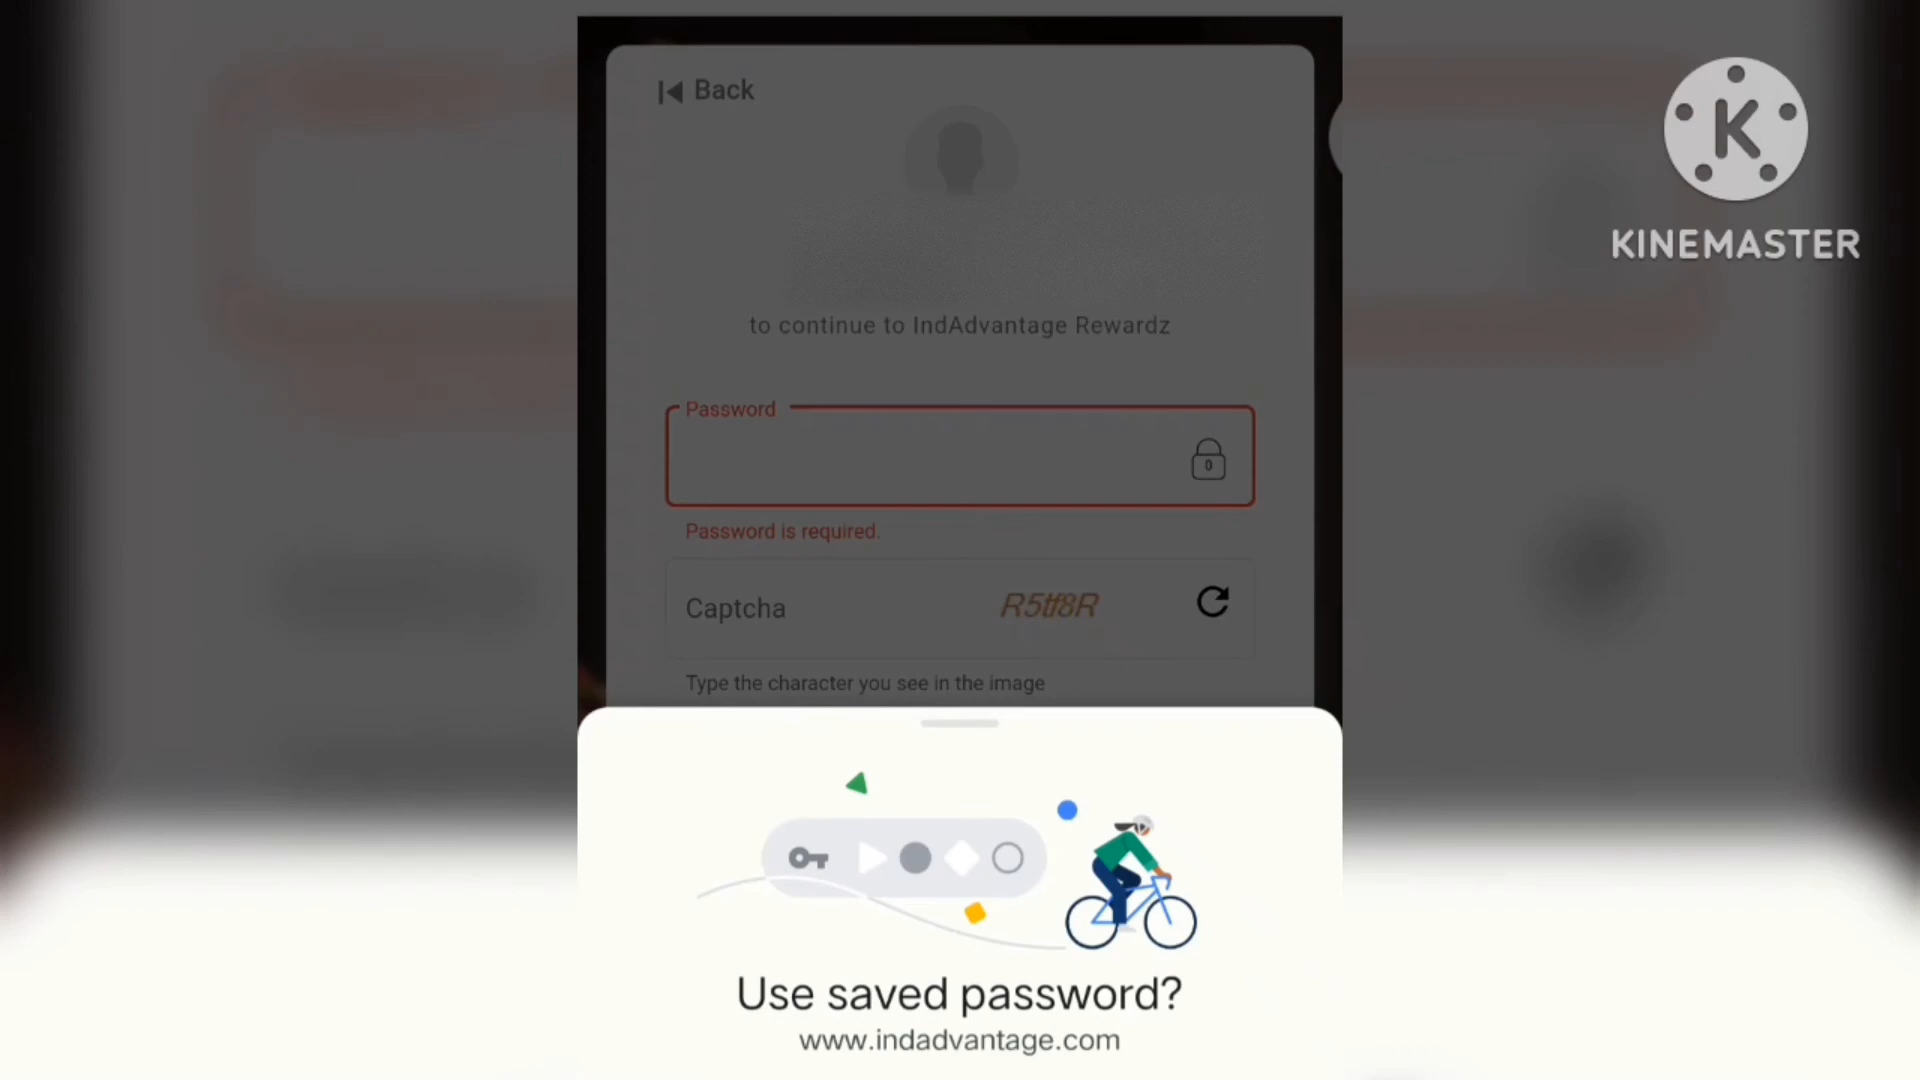 Back
K
KINEMASTER
to continue to IndAdvantage Rewardz
Password
0
Password is required.
Captcha
R5tf8R
Type the character you see in the image
Use saved password?
www.indadvantage.com